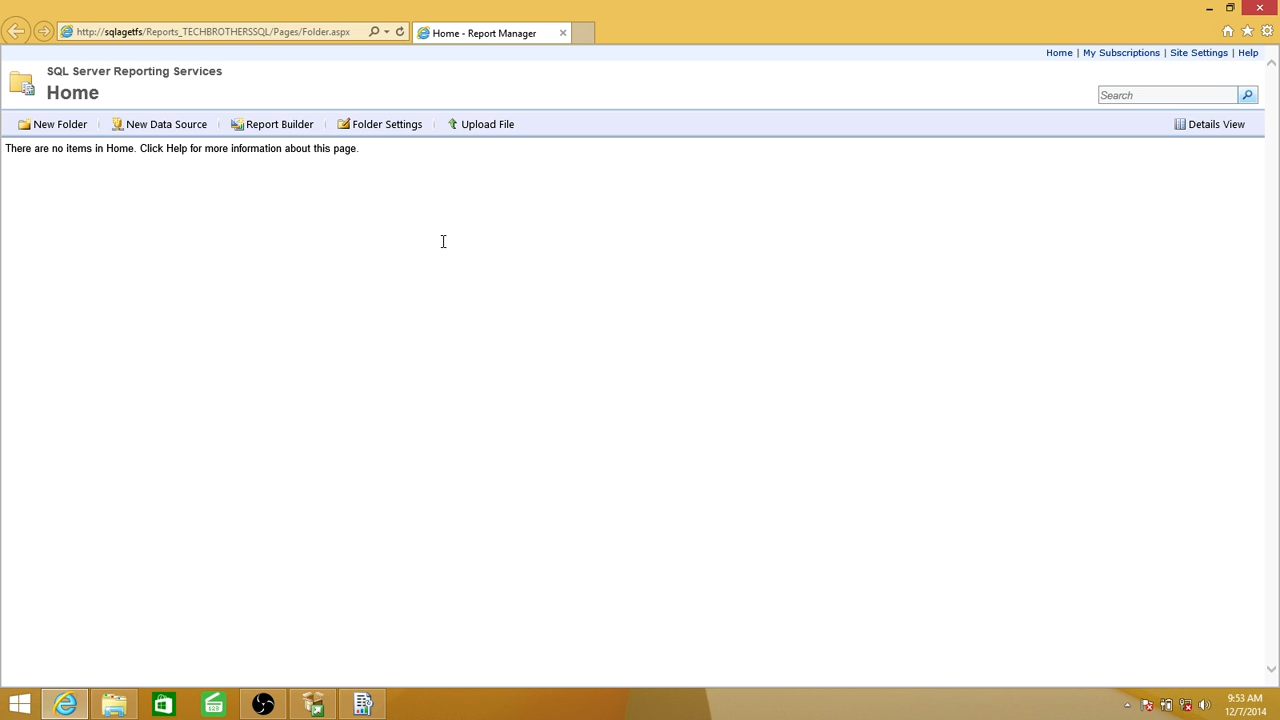 http://sqlagetfs/Reports_TECHBROTHERSSQL/Pages/Folder.aspx
Home - Report Manager
Home | My Subscriptions | Site Settings | Help
SQL Server Reporting Services
Home
Search
New Folder
New Data Source
Report Builder
Folder Settings
Upload File
Details View
There are no items in Home. Click Help for more information about this page.
9:53 AM
12/7/2014